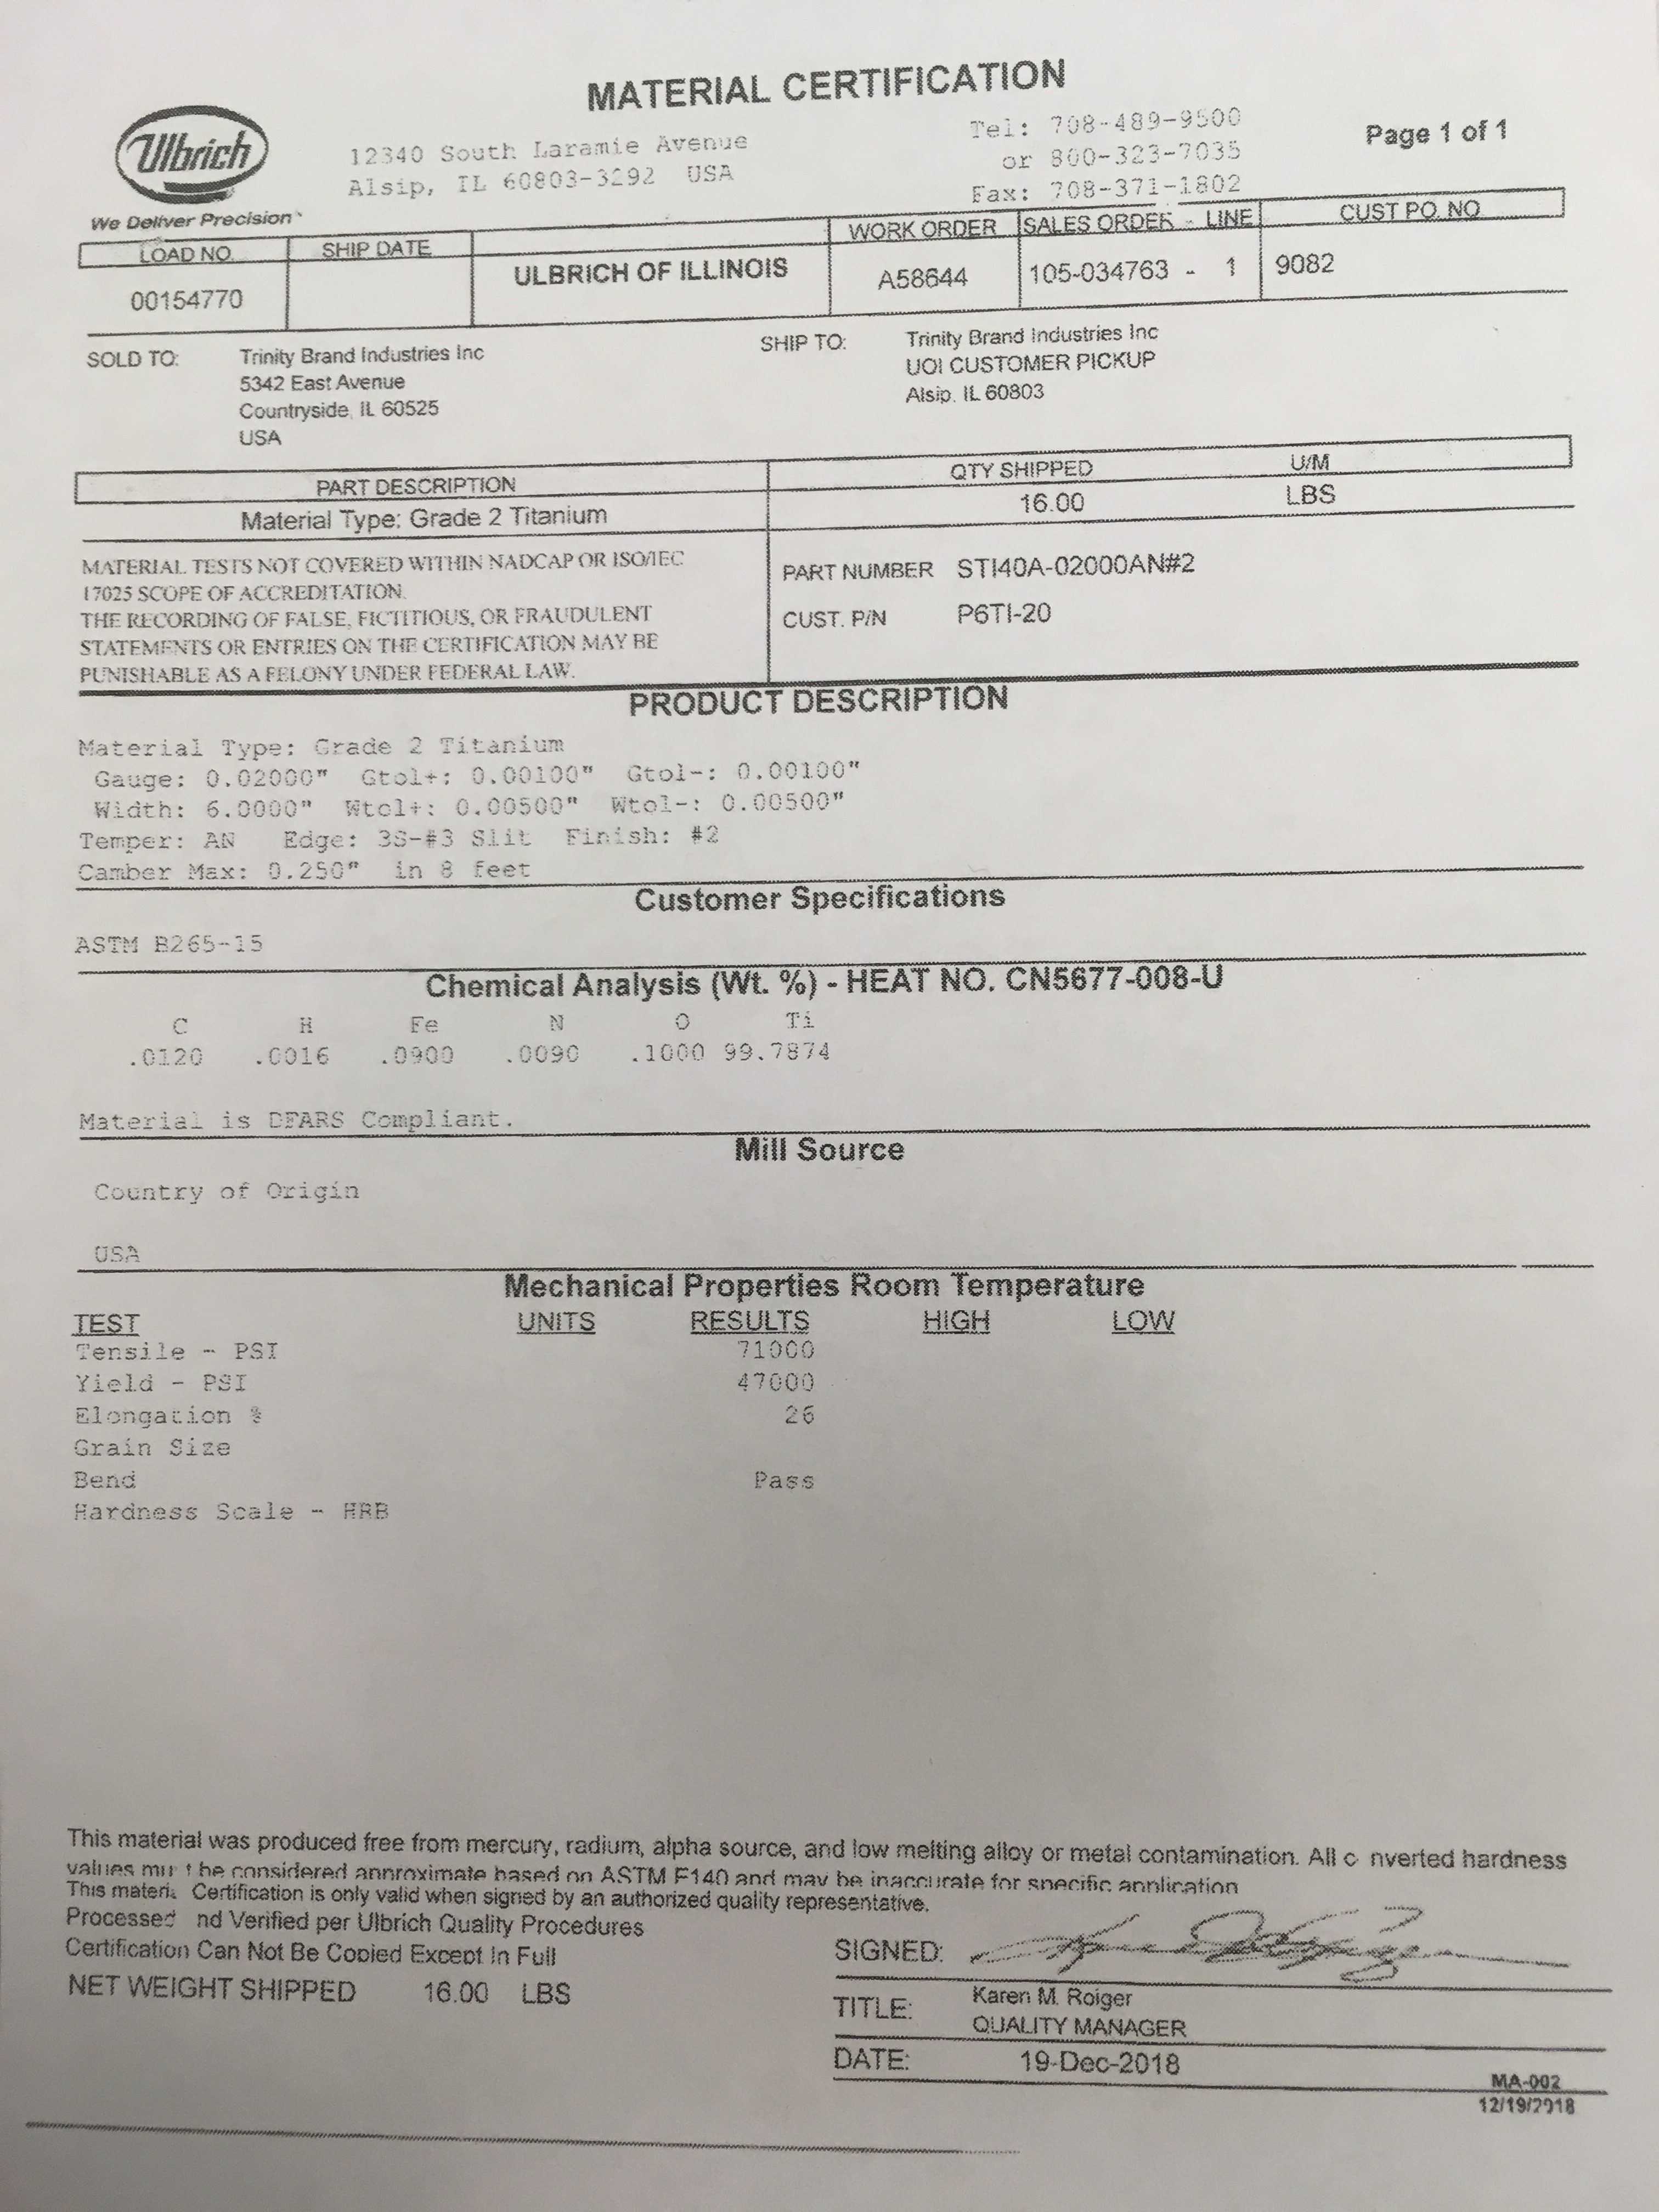 MATERIAL CERTIFICATION
Ulbrich
We Deliver Precision
12340 South Laramie Avenue
Alsip, IL 60803-3292 USA
Tel: 708-489-9500
or 800-323-7035
Fax: 708-371-1802
Page 1 of 1
LOAD NO. SHIP DATE WORK ORDER SALES ORDER - LINE CUST PO. NO
00154770 ULBRICH OF ILLINOIS A58644 105-034763 - 1 9082
SOLD TO: Trinity Brand Industries Inc
5342 East Avenue
Countryside, IL 60525
USA
SHIP TO: Trinity Brand Industries Inc
UOI CUSTOMER PICKUP
Alsip, IL 60803
PART DESCRIPTION QTY SHIPPED U/M
Material Type: Grade 2 Titanium 16.00 LBS
MATERIAL TESTS NOT COVERED WITHIN NADCAP OR ISO/IEC
17025 SCOPE OF ACCREDITATION.
THE RECORDING OF FALSE, FICTITIOUS, OR FRAUDULENT
STATEMENTS OR ENTRIES ON THE CERTIFICATION MAY BE
PUNISHABLE AS A FELONY UNDER FEDERAL LAW.
PART NUMBER STI40A-02000AN#2
CUST. P/N P6TI-20
PRODUCT DESCRIPTION
Material Type: Grade 2 Titanium
Gauge: 0.02000" Gtol+: 0.00100" Gtol-: 0.00100"
Width: 6.0000" Wtol+: 0.00500" Wtol-: 0.00500"
Temper: AN Edge: 3S-#3 Slit Finish: #2
Camber Max: 0.250" in 8 feet
Customer Specifications
ASTM B265-15
Chemical Analysis (Wt. %) - HEAT NO. CN5677-008-U
C H Fe N O Ti
.0120 .0016 .0900 .0090 .1000 99.7874
Material is DFARS Compliant.
Mill Source
Country of Origin
USA
Mechanical Properties Room Temperature
TEST UNITS RESULTS HIGH LOW
Tensile - PSI 71000
Yield - PSI 47000
Elongation % 26
Grain Size
Bend Pass
Hardness Scale - HRB
This material was produced free from mercury, radium, alpha source, and low melting alloy or metal contamination. All c nverted hardness
values mu t be considered approximate based on ASTM E140 and may be inaccurate for specific application
This materi Certification is only valid when signed by an authorized quality representative.
Processed nd Verified per Ulbrich Quality Procedures
Certification Can Not Be Copied Except In Full
NET WEIGHT SHIPPED 16.00 LBS
SIGNED:
TITLE: Karen M. Roiger
QUALITY MANAGER
DATE: 19-Dec-2018
MA-002
12/19/2018